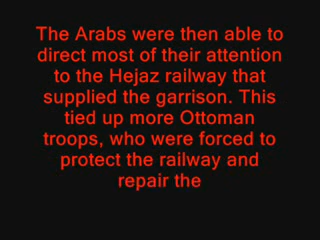 The Arabs were then able to
direct most of their attention
to the Hejaz railway that
supplied the garrison. This
tied up more Ottoman
troops, who were forced to
protect the railway and
repair the